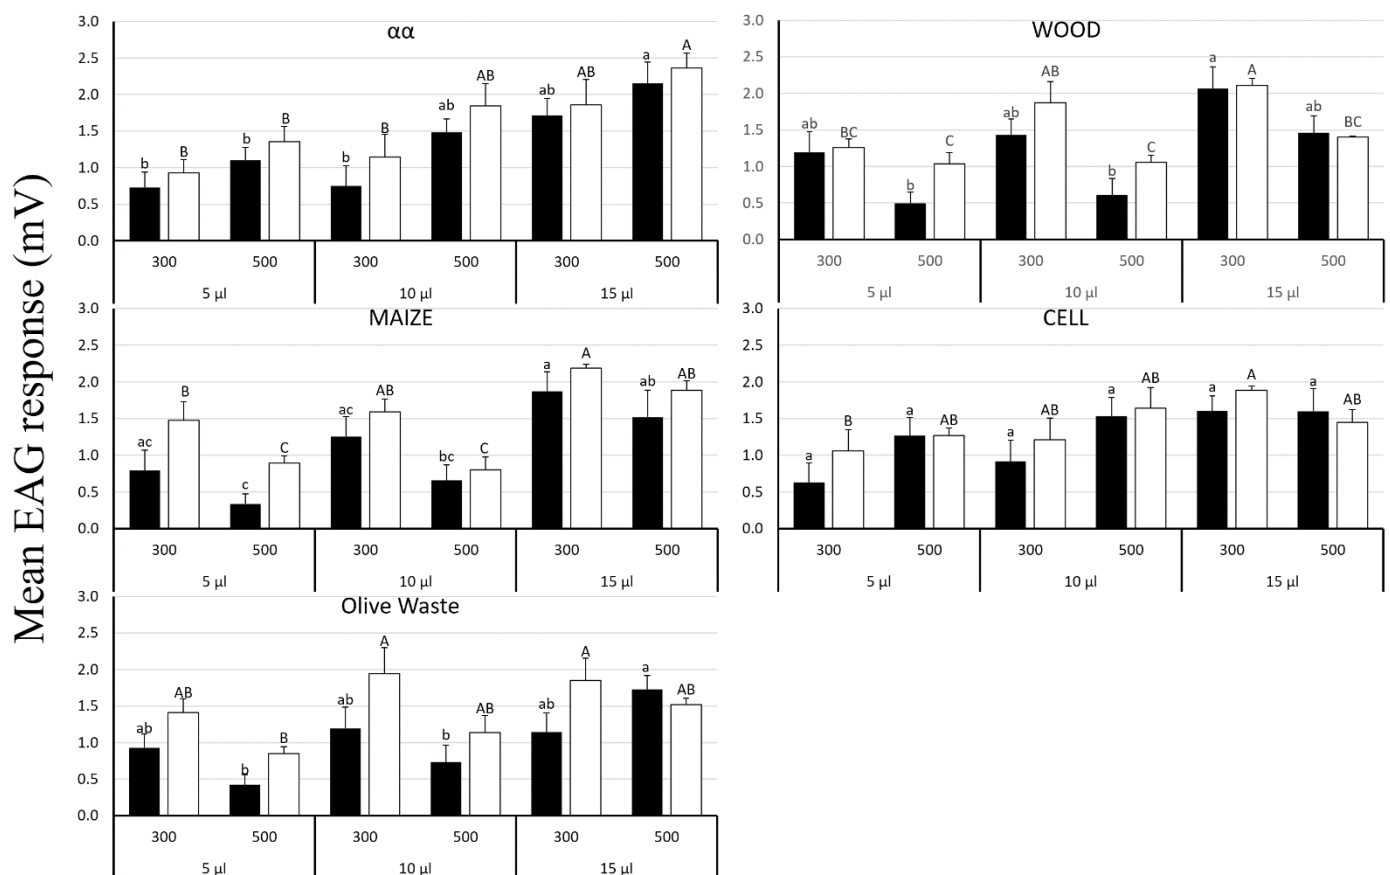 Mean EAG response (mV)
αα
3.0
2.5
2.0
1.5
1.0
0.5
0.0
b B b B b B ab AB ab AB a A
300 500 300 500 300 500
5 µl 10 µl 15 µl
WOOD
3.0
2.5
2.0
1.5
1.0
0.5
0.0
ab BC b C ab AB b C a A ab BC
300 500 300 500 300 500
5 µl 10 µl 15 µl
MAIZE
3.0
2.5
2.0
1.5
1.0
0.5
0.0
ac B c C ac AB bc C a A ab AB
300 500 300 500 300 500
5 µl 10 µl 15 µl
CELL
3.0
2.5
2.0
1.5
1.0
0.5
0.0
a B a AB a AB a AB a A a AB
300 500 300 500 300 500
5 µl 10 µl 15 µl
Olive Waste
3.0
2.5
2.0
1.5
1.0
0.5
0.0
ab AB b B ab A b AB ab A a AB
300 500 300 500 300 500
5 µl 10 µl 15 µl